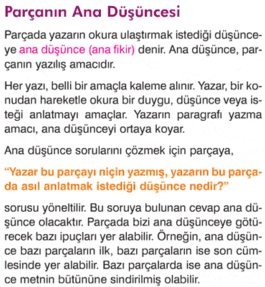 Parçanın Ana Düşüncesi
Parçada yazarın okura ulaştırmak istediği düşünce-
ye ana düşünce (ana fikir) denir. Ana düşünce, par-
çanın yazılış amacıdır.
Her yazı, belli bir amaçla kaleme alınır. Yazar, bir ko-
nudan hareketle okura bir duygu, düşünce veya is-
teği anlatmayı amaçlar. Yazarın paragrafı yazma
amacı, ana düşünceyi ortaya koyar.
Ana düşünce sorularını çözmek için parçaya,
“Yazar bu parçayı niçin yazmış, yazarın bu parça-
da asıl anlatmak istediği düşünce nedir?”
sorusu yöneltilir. Bu soruya bulunan cevap ana dü-
şünce olacaktır. Parçada bizi ana düşünceye götü-
recek bazı ipuçları yer alabilir. Örneğin, ana düşün-
ce bazı parçaların ilk, bazı parçaların ise son cüm-
lesinde yer alabilir. Bazı parçalarda ise ana düşün-
ce metnin bütününe sindirilmiş olabilir.